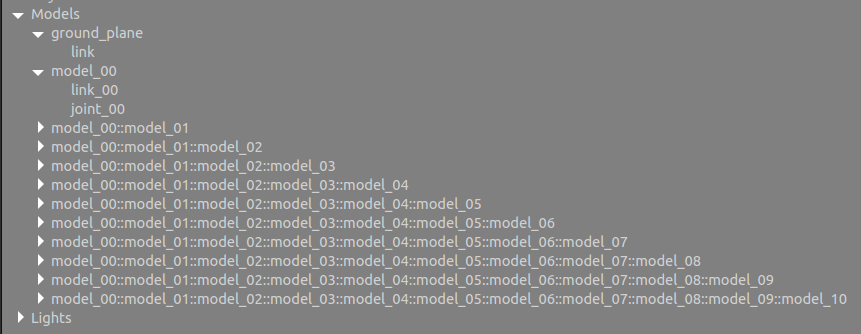 Models
ground_plane
link
model_00
link_00
joint_00
model_00::model_01
model_00::model_01::model_02
model_00::model_01::model_02::model_03
model_00::model_01::model_02::model_03::model_04
model_00::model_01::model_02::model_03::model_04::model_05
model_00::model_01::model_02::model_03::model_04::model_05::model_06
model_00::model_01::model_02::model_03::model_04::model_05::model_06::model_07
model_00::model_01::model_02::model_03::model_04::model_05::model_06::model_07::model_08
model_00::model_01::model_02::model_03::model_04::model_05::model_06::model_07::model_08::model_09
model_00::model_01::model_02::model_03::model_04::model_05::model_06::model_07::model_08::model_09::model_10
Lights